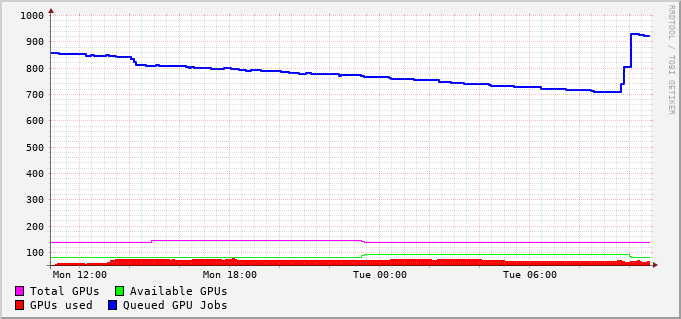 1000
900
800
700
600
500
400
300
200
100
Mon 12:00 Mon 18:00 Tue 00:00 Tue 06:00
Total GPUs Available GPUs
GPUs used Queued GPU Jobs
RRDTOOL / TOBI OETIKER